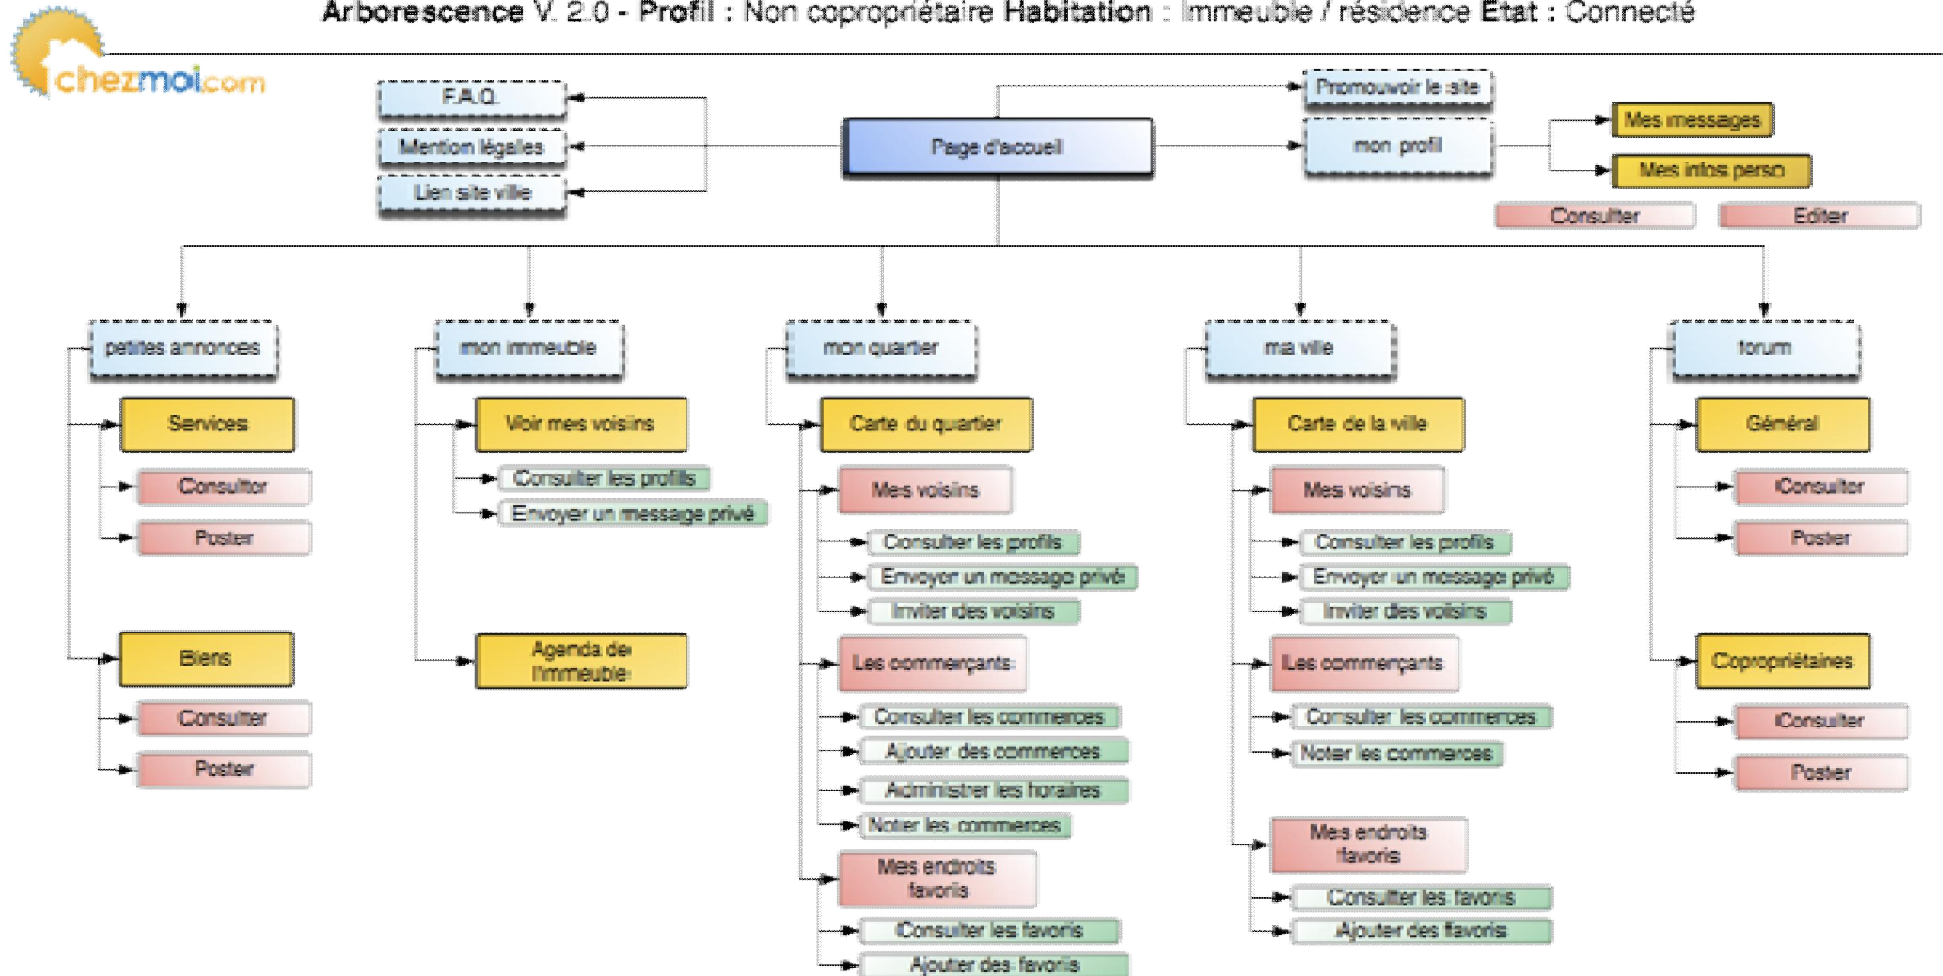 Arborescence V. 2.0 - Profil : Non copropriétaire Habitation : Immeuble / résidence Etat : Connecté
chezmoi.com
F.A.Q.
Mention légales
Lien site ville
Page d'accueil
Promouvoir le site
mon profil
Mes messages
Mes infos perso
Consulter
Editer
petites annonces
Services
Consulter
Poster
Biens
Consulter
Poster
mon immeuble
Voir mes voisins
Consulter les profils
Envoyer un message privé
Agenda de
l'immeuble
mon quartier
Carte du quartier
Mes voisins
Consulter les profils
Envoyer un message privé
Inviter des voisins
Les commerçants
Consulter les commerces
Ajouter des commerces
Administrer les horaires
Noter les commerces
Mes endroits
favoris
Consulter les favoris
Ajouter des favoris
ma ville
Carte de la ville
Mes voisins
Consulter les profils
Envoyer un message privé
Inviter des voisins
Les commerçants
Consulter les commerces
Noter les commerces
Mes endroits
favoris
Consulter les favoris
Ajouter des favoris
forum
Général
Consulter
Poster
Copropriétaires
Consulter
Poster